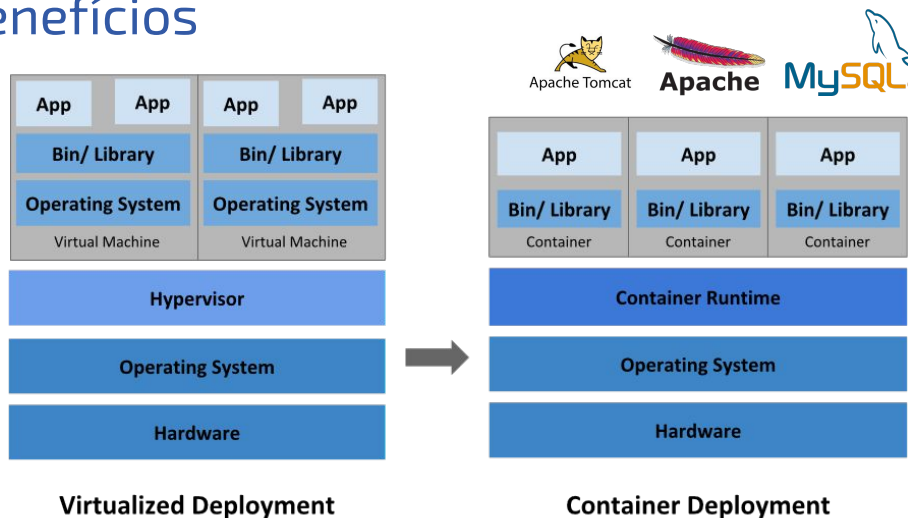 enefícios
Apache Tomcat
Apache
MySQL
App App App App
Bin/ Library Bin/ Library
Operating System Operating System
Virtual Machine Virtual Machine
Hypervisor
Operating System
Hardware
Virtualized Deployment
App App App
Bin/ Library Bin/ Library Bin/ Library
Container Container Container
Container Runtime
Operating System
Hardware
Container Deployment